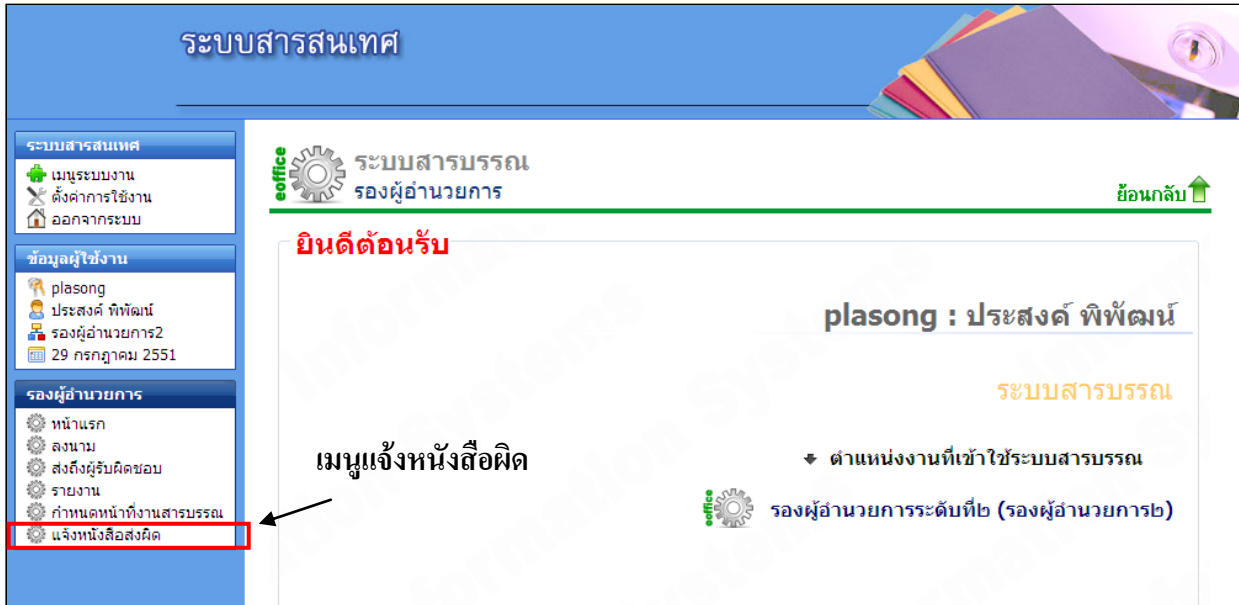 ระบบสารสนเทศ
ระบบสารสนเทศ
เมนูระบบงาน
ตั้งค่าการใช้งาน
ออกจากระบบ
ข้อมูลผู้ใช้งาน
plasong
ประสงค์ พิพัฒน์
รองผู้อำนวยการ2
29 กรกฎาคม 2551
รองผู้อำนวยการ
หน้าแรก
ลงนาม
ส่งถึงผู้รับผิดชอบ
รายงาน
กำหนดหน้าที่งานสารบรรณ
แจ้งหนังสือส่งผิด
eoffice
ระบบสารบรรณ
รองผู้อำนวยการ
ย้อนกลับ
ยินดีต้อนรับ
plasong : ประสงค์ พิพัฒน์
ระบบสารบรรณ
เมนูแจ้งหนังสือผิด
ตำแหน่งงานที่เข้าใช้ระบบสารบรรณ
eoffice
รองผู้อำนวยการระดับที่๒ (รองผู้อำนวยการ๒)
Information Systems